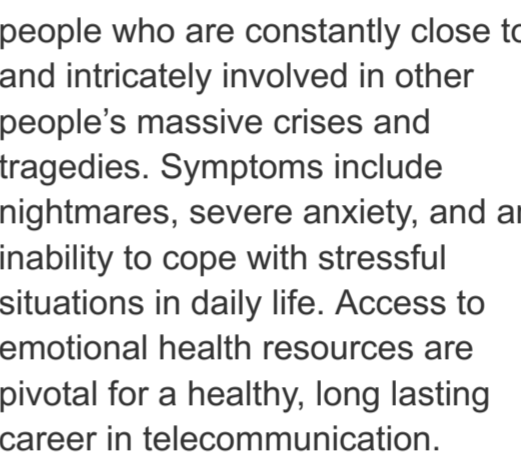 people who are constantly close to
and intricately involved in other
people’s massive crises and
tragedies. Symptoms include
nightmares, severe anxiety, and an
inability to cope with stressful
situations in daily life. Access to
emotional health resources are
pivotal for a healthy, long lasting
career in telecommunication.